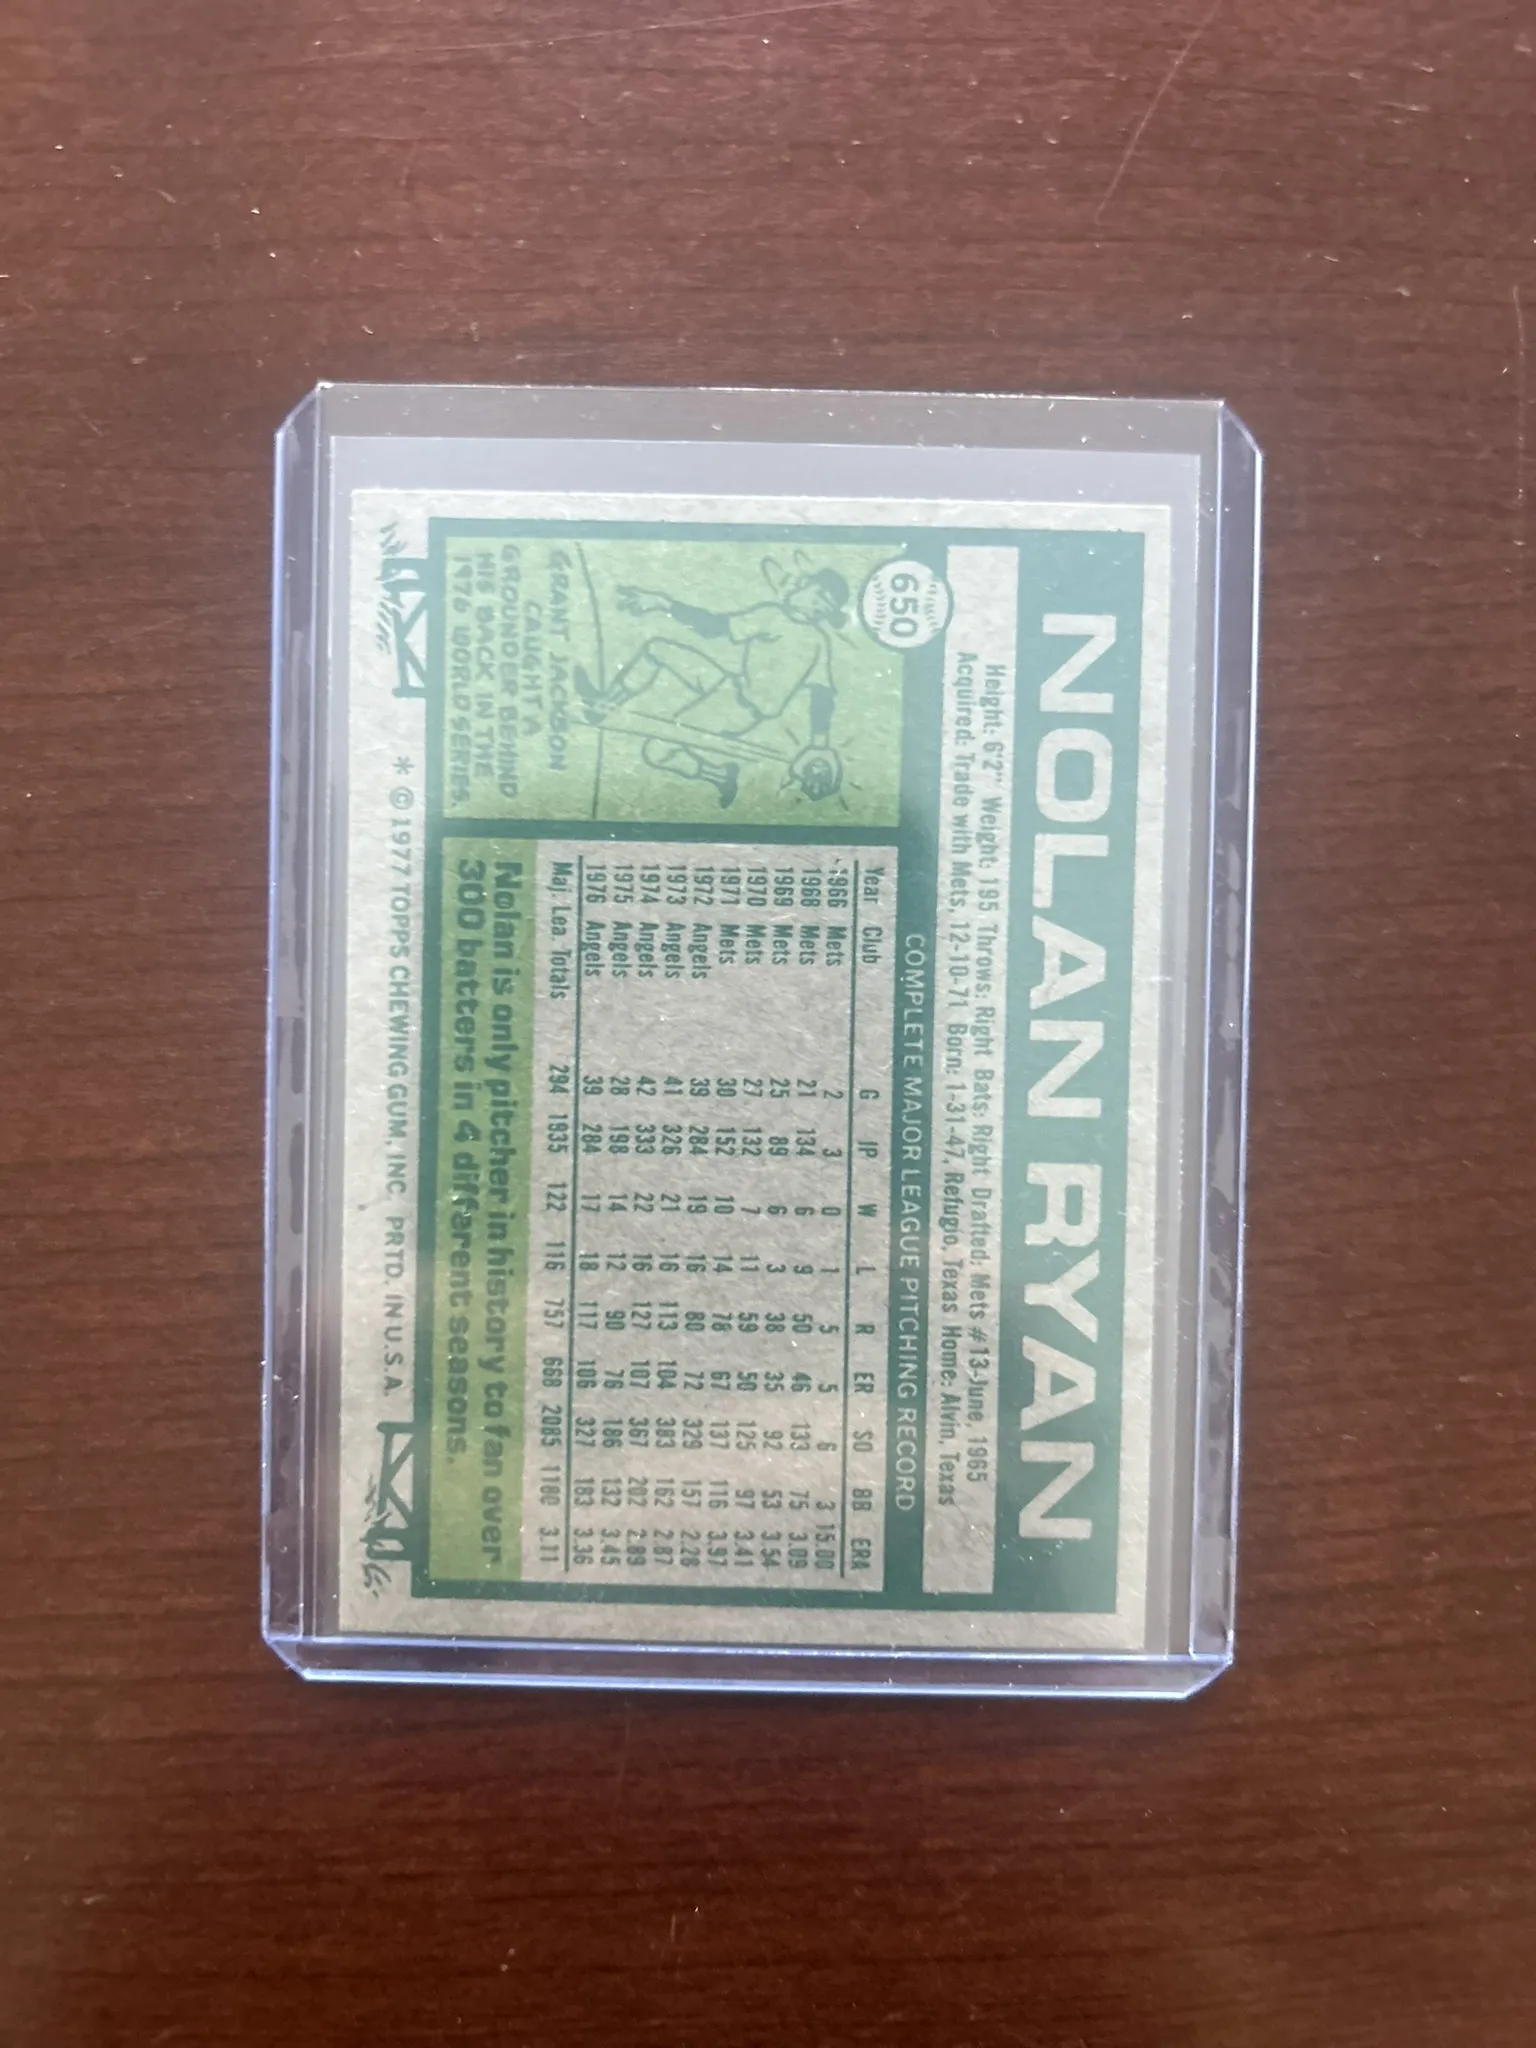 NOLAN RYAN
Height: 6'2" Weight: 195 Throws: Right Bats: Right Drafted: Mets #13-June, 1965
Acquired: Trade with Mets, 12-10-71 Born: 1-31-47, Refugio, Texas Home: Alvin, Texas
650
COMPLETE MAJOR LEAGUE PITCHING RECORD
Year Club G IP W L R ER SO BB ERA
1966 Mets 2 3 0 1 5 5 6 3 15.00
1968 Mets 21 134 6 9 50 46 133 75 3.09
1969 Mets 25 89 6 3 38 35 92 53 3.54
1970 Mets 27 132 7 11 59 50 125 97 3.41
1971 Mets 30 152 10 14 78 67 137 116 3.97
1972 Angels 39 284 19 16 80 72 329 157 2.28
1973 Angels 41 326 21 16 113 104 383 162 2.87
1974 Angels 42 333 22 16 127 107 367 202 2.89
1975 Angels 28 198 14 12 90 76 186 132 3.45
1976 Angels 39 284 17 18 117 106 327 183 3.36
Maj. Lea. Totals 294 1935 122 116 757 668 2085 1180 3.11
GRANT JACKSON
CAUGHT A
GROUNDER BEHIND
HIS BACK IN THE
1976 WORLD SERIES.
Nolan is only pitcher in history to fan over
300 batters in 4 different seasons.
* © 1977 TOPPS CHEWING GUM, INC. PRTD. IN U.S.A.